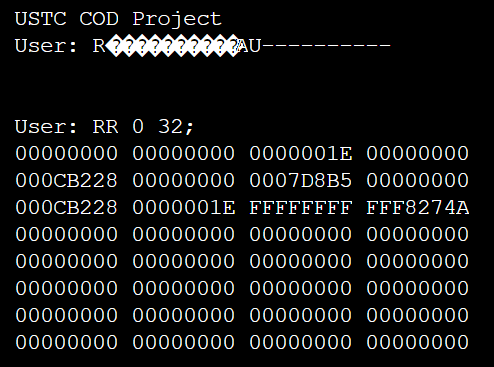 USTC COD Project
User: R�����������AU----------
User: RR 0 32;
00000000 00000000 0000001E 00000000
000CB228 00000000 0007D8B5 00000000
000CB228 0000001E FFFFFFFF FFF8274A
00000000 00000000 00000000 00000000
00000000 00000000 00000000 00000000
00000000 00000000 00000000 00000000
00000000 00000000 00000000 00000000
00000000 00000000 00000000 00000000